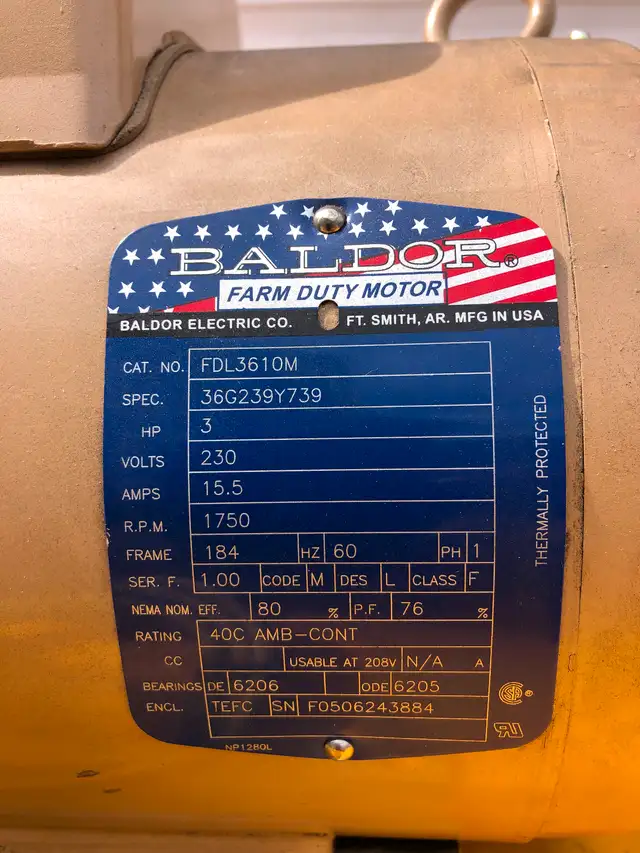 BALDOR®
FARM DUTY MOTOR
BALDOR ELECTRIC CO. FT. SMITH, AR. MFG IN USA
CAT. NO. FDL3610M
SPEC. 36G239Y739
HP 3
VOLTS 230
AMPS 15.5
R.P.M. 1750
FRAME 184 HZ 60 PH 1
SER. F. 1.00 CODE M DES L CLASS F
NEMA NOM. EFF. 80 % P.F. 76 %
RATING 40C AMB-CONT
CC USABLE AT 208V N/A A
BEARINGS DE 6206 ODE 6205
ENCL. TEFC SN F0506243884
NP1280L
THERMALLY PROTECTED